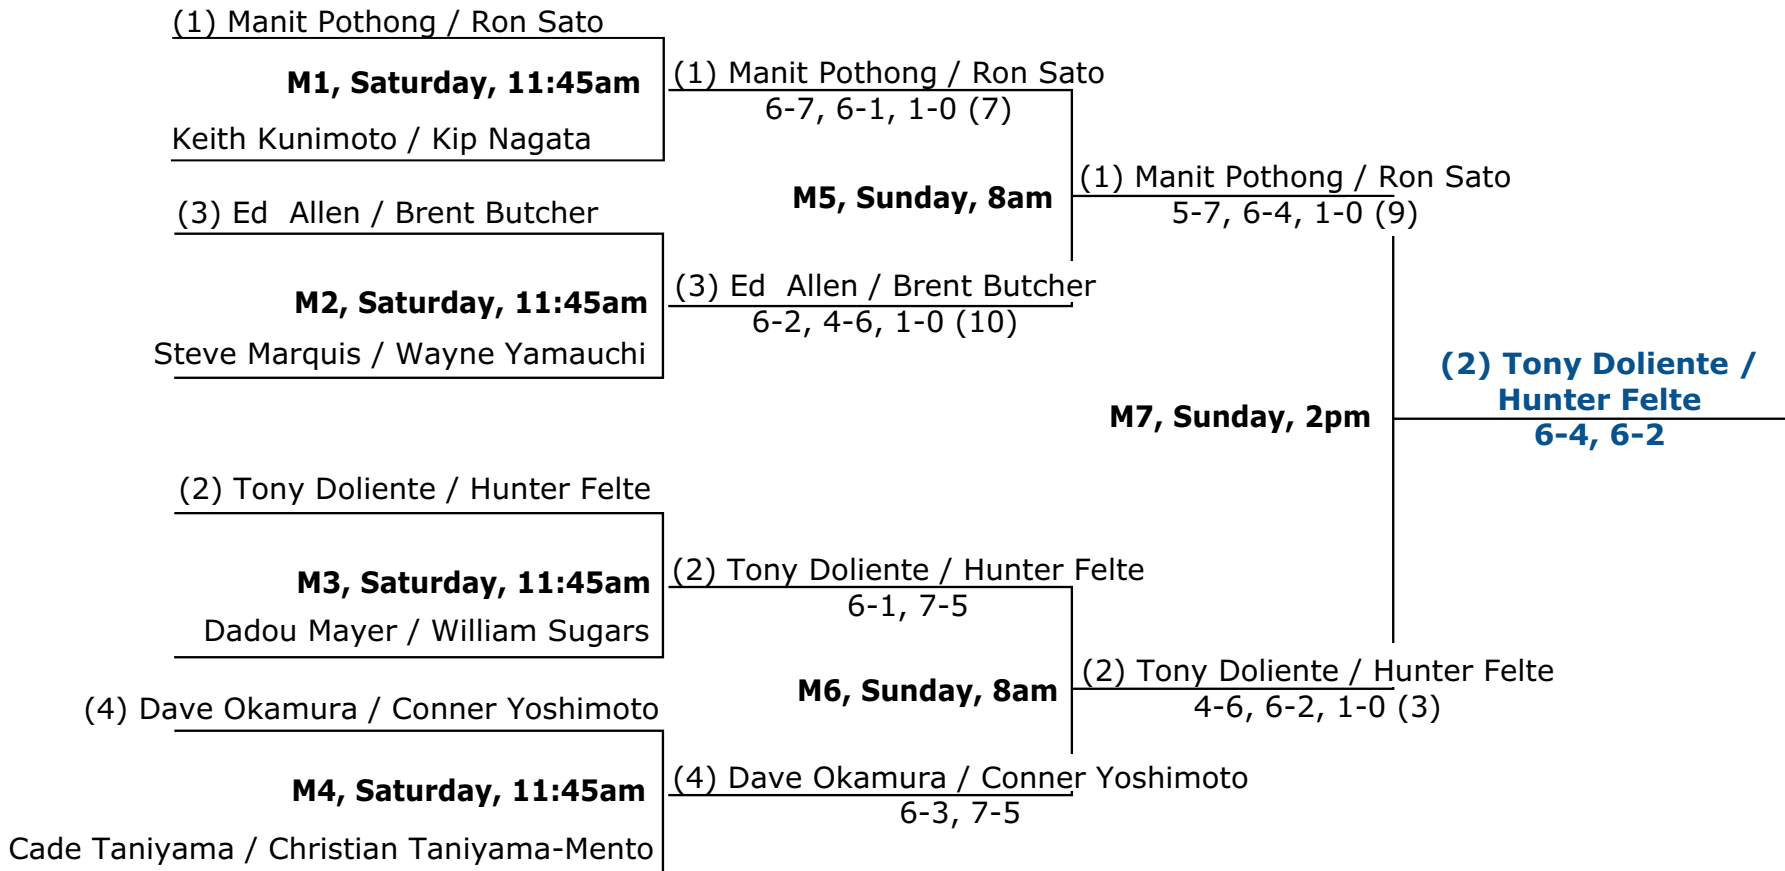 (1) Manit Pothong / Ron Sato
M1, Saturday, 11:45am
Keith Kunimoto / Kip Nagata
(3) Ed  Allen / Brent Butcher
M2, Saturday, 11:45am
Steve Marquis / Wayne Yamauchi
(2) Tony Doliente / Hunter Felte
M3, Saturday, 11:45am
Dadou Mayer / William Sugars
(4) Dave Okamura / Conner Yoshimoto
M4, Saturday, 11:45am
Cade Taniyama / Christian Taniyama-Mento
(1) Manit Pothong / Ron Sato
6-7, 6-1, 1-0 (7)
M5, Sunday, 8am
(3) Ed  Allen / Brent Butcher
6-2, 4-6, 1-0 (10)
(2) Tony Doliente / Hunter Felte
6-1, 7-5
M6, Sunday, 8am
(4) Dave Okamura / Conner Yoshimoto
6-3, 7-5
(1) Manit Pothong / Ron Sato
5-7, 6-4, 1-0 (9)
M7, Sunday, 2pm
(2) Tony Doliente / Hunter Felte
4-6, 6-2, 1-0 (3)
(2) Tony Doliente /
Hunter Felte
6-4, 6-2